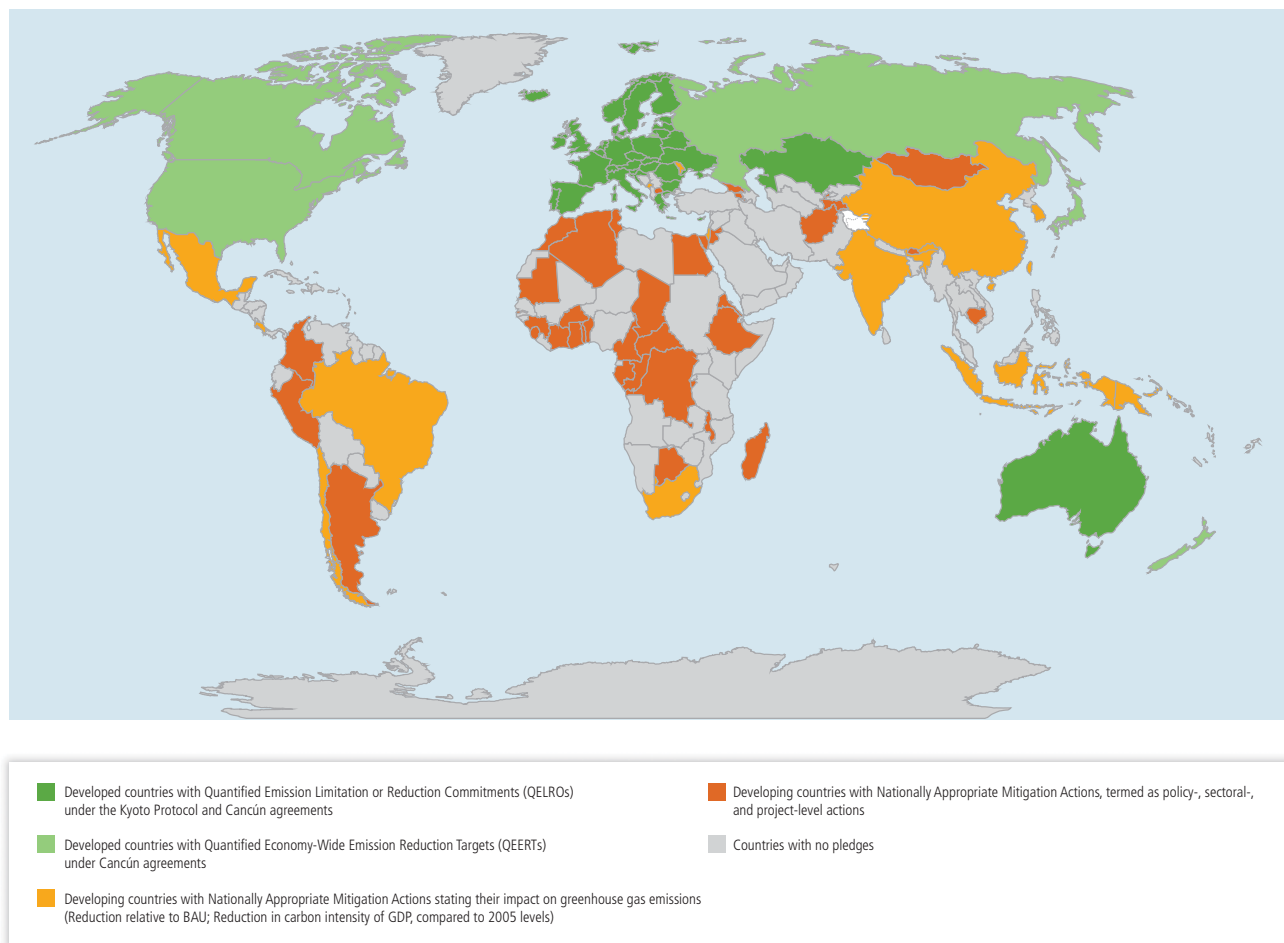 Developed countries with Quantified Emission Limitation or Reduction Commitments (QELROs)
under the Kyoto Protocol and Cancún agreements
Developed countries with Quantified Economy-Wide Emission Reduction Targets (QEERTs)
under Cancún agreements
Developing countries with Nationally Appropriate Mitigation Actions stating their impact on greenhouse gas emissions
(Reduction relative to BAU; Reduction in carbon intensity of GDP, compared to 2005 levels)
Developing countries with Nationally Appropriate Mitigation Actions, termed as policy-, sectoral-,
and project-level actions
Countries with no pledges